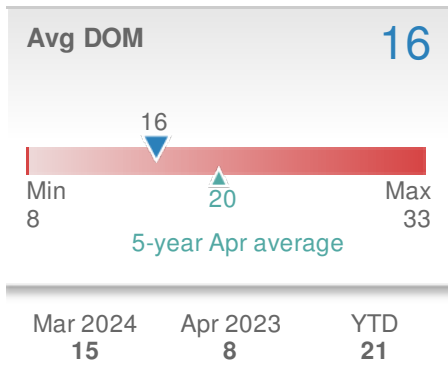 Avg DOM 16
16
Min 20 Max
8 33
5-year Apr average
Mar 2024 Apr 2023 YTD
15 8 21